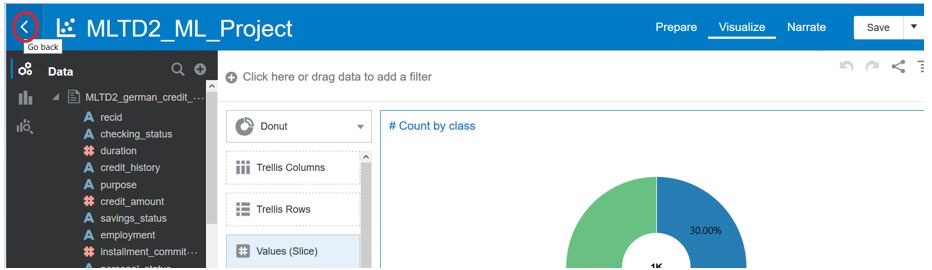 MLTD2_ML_Project
Prepare Visualize Narrate Save
Go back
Data
Click here or drag data to add a filter
MLTD2_german_credit_...
recid
checking_status
duration
credit_history
purpose
credit_amount
savings_status
employment
installment_commit...
Donut
Trellis Columns
Trellis Rows
Values (Slice)
# Count by class
30.00%
1K